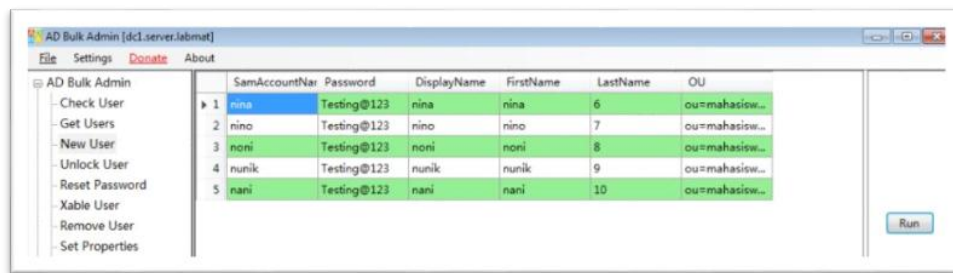 AD Bulk Admin [dc1.server.labmat]
File Settings Donate About
AD Bulk Admin
Check User
Get Users
New User
Unlock User
Reset Password
Xable User
Remove User
Set Properties
SamAccountNar Password DisplayName FirstName LastName OU
1 nina Testing@123 nina nina 6 ou=mahasisw...
2 nino Testing@123 nino nino 7 ou=mahasisw...
3 noni Testing@123 noni noni 8 ou=mahasisw...
4 nunik Testing@123 nunik nunik 9 ou=mahasisw...
5 nani Testing@123 nani nani 10 ou=mahasisw...
Run